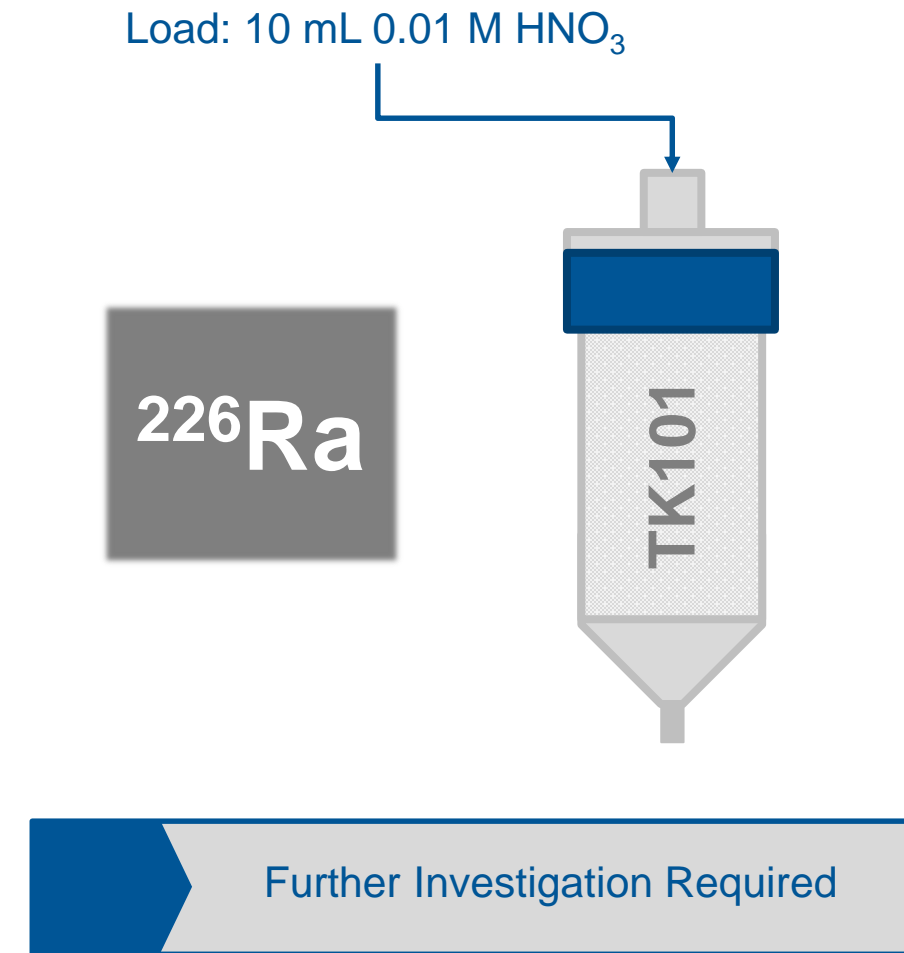 Load: 10 mL 0.01 M HNO₃
²²⁶Ra
TK101
Further Investigation Required